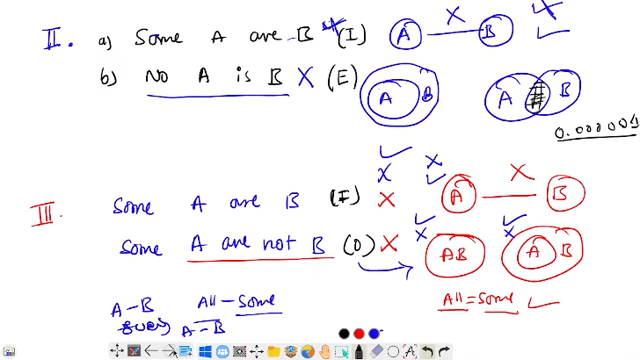 II. a) Some A are B (I) A X B
b) No A is B X (E) A B A B
0.000001
III. Some A are B (I) X A X B
Some A are not B (O) X AB A B
A-B All - Some All = Some
A-B